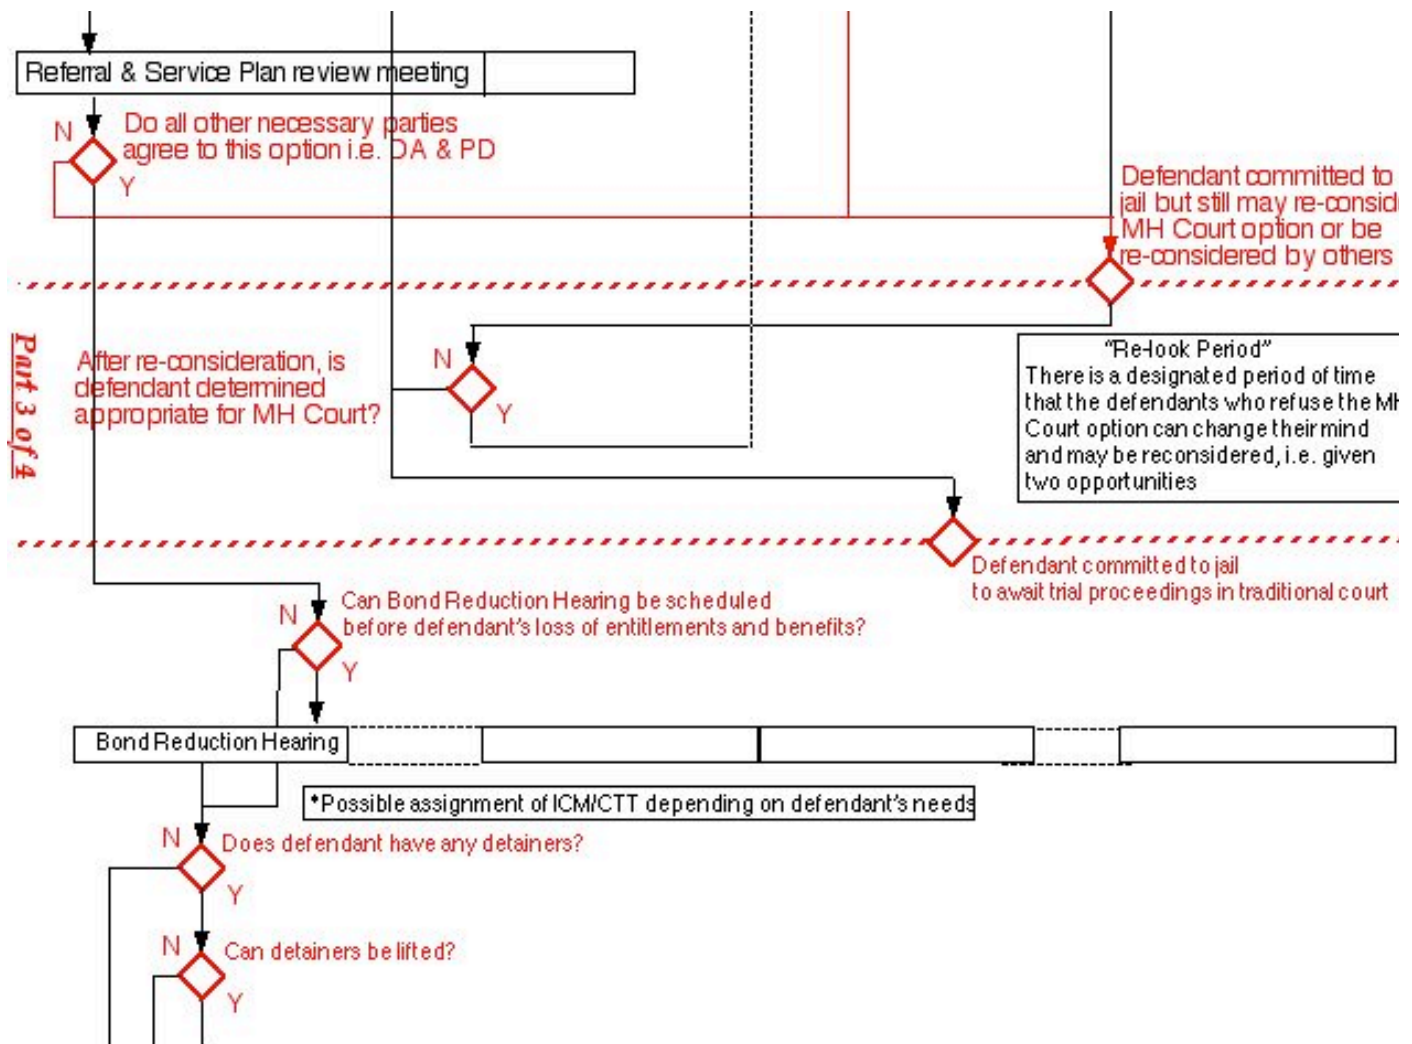 Referral & Service Plan review meeting
N
Do all other necessary parties
agree to this option i.e. DA & PD
Y
Defendant committed to
jail but still may re-consid
MH Court option or be
re-considered by others
Part 3 of 4
After re-consideration, is
defendant determined
appropriate for MH Court?
N
Y
"Re-look Period"
There is a designated period of time
that the defendants who refuse the MH
Court option can change their mind
and may be reconsidered, i.e. given
two opportunities
Defendant committed to jail
to await trial proceedings in traditional court
N
Can Bond Reduction Hearing be scheduled
before defendant's loss of entitlements and benefits?
Y
Bond Reduction Hearing
*Possible assignment of ICM/CTT depending on defendant's needs
N
Does defendant have any detainers?
Y
N
Can detainers be lifted?
Y